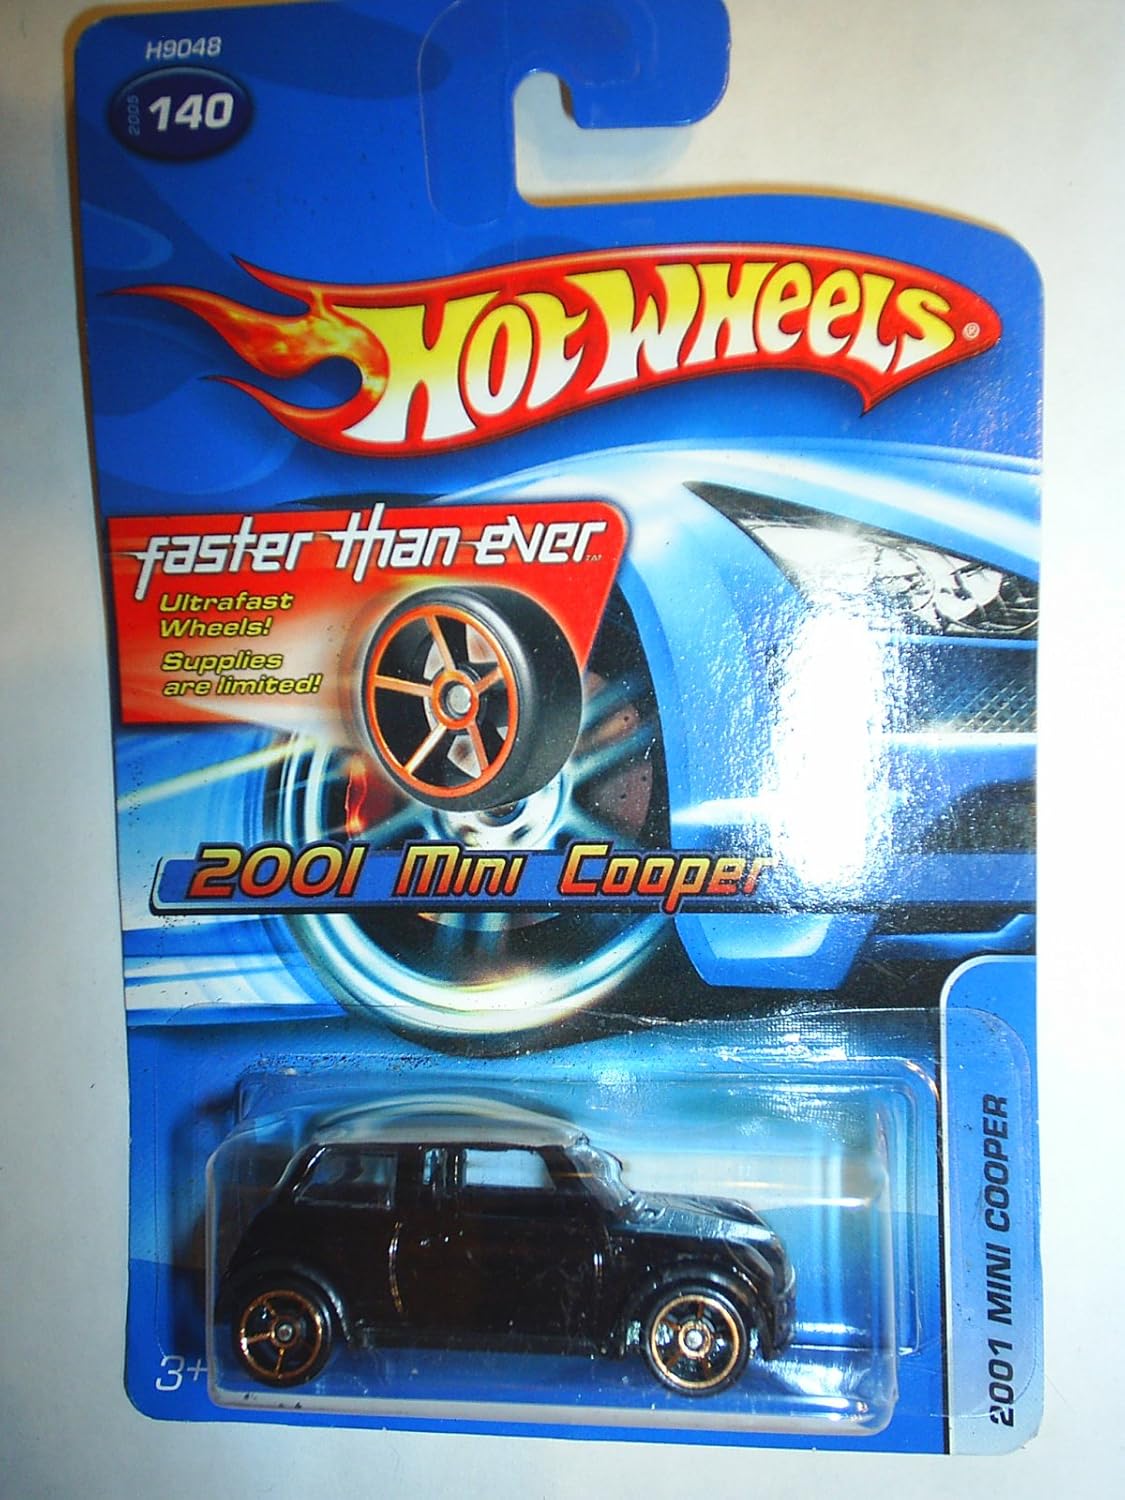 H9048
2005 140
HOT WHEELS®
faster than ever™
Ultrafast
Wheels!
Supplies
are limited!
2001 Mini Cooper
2001 MINI COOPER
3+